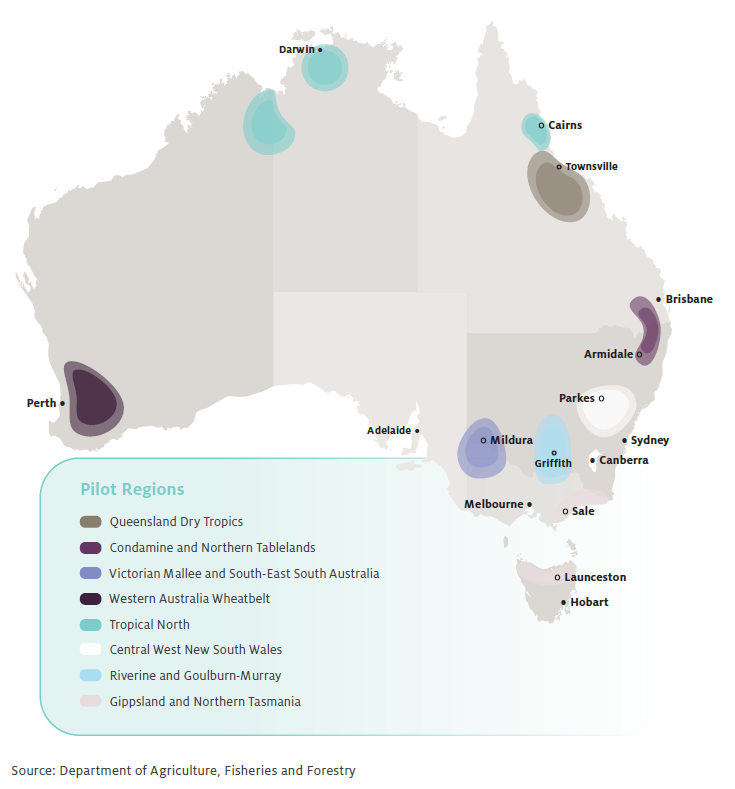 Darwin
Cairns
Townsville
Brisbane
Armidale
Parkes
Perth
Adelaide
Mildura
Sydney
Griffith
Canberra
Melbourne
Sale
Launceston
Hobart
Pilot Regions
Queensland Dry Tropics
Condamine and Northern Tablelands
Victorian Mallee and South-East South Australia
Western Australia Wheatbelt
Tropical North
Central West New South Wales
Riverine and Goulburn-Murray
Gippsland and Northern Tasmania
Source: Department of Agriculture, Fisheries and Forestry